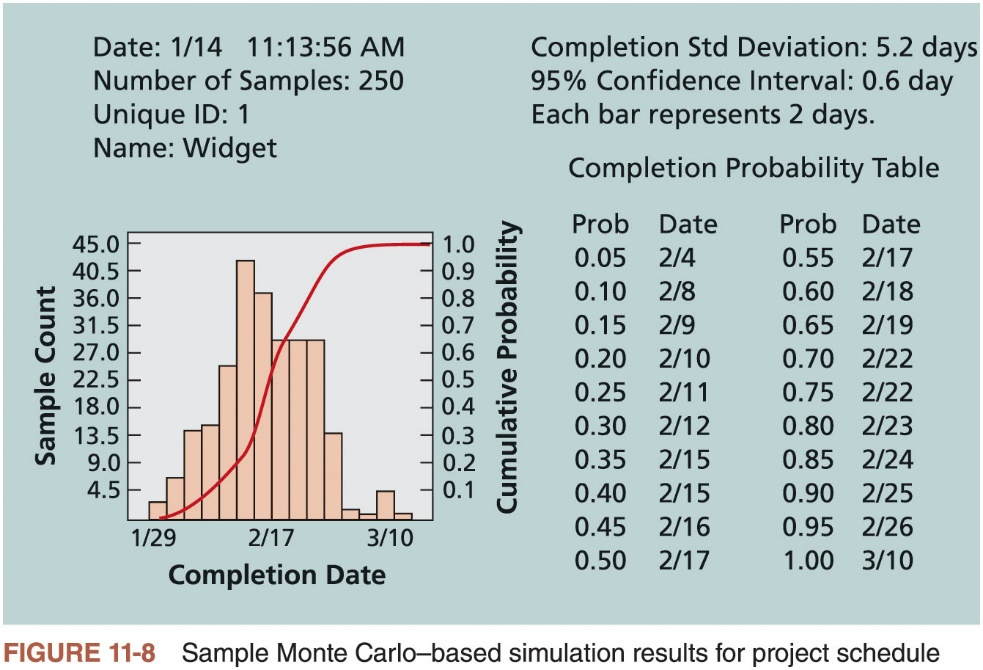 Date: 1/14 11:13:56 AM
Number of Samples: 250
Unique ID: 1
Name: Widget
Completion Std Deviation: 5.2 days
95% Confidence Interval: 0.6 day
Each bar represents 2 days.
Completion Probability Table
Prob Date Prob Date
0.05 2/4 0.55 2/17
0.10 2/8 0.60 2/18
0.15 2/9 0.65 2/19
0.20 2/10 0.70 2/22
0.25 2/11 0.75 2/22
0.30 2/12 0.80 2/23
0.35 2/15 0.85 2/24
0.40 2/15 0.90 2/25
0.45 2/16 0.95 2/26
0.50 2/17 1.00 3/10
Sample Count
45.0
40.5
36.0
31.5
27.0
22.5
18.0
13.5
9.0
4.5
1.0
0.9
0.8
0.7
0.6
0.5
0.4
0.3
0.2
0.1
Cumulative Probability
1/29 2/17 3/10
Completion Date
FIGURE 11-8 Sample Monte Carlo–based simulation results for project schedule